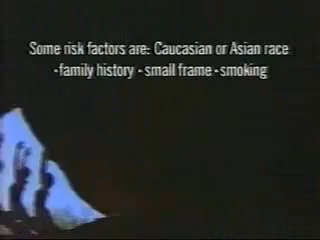 Some risk factors are: Caucasian or Asian race
-family history - small frame - smoking